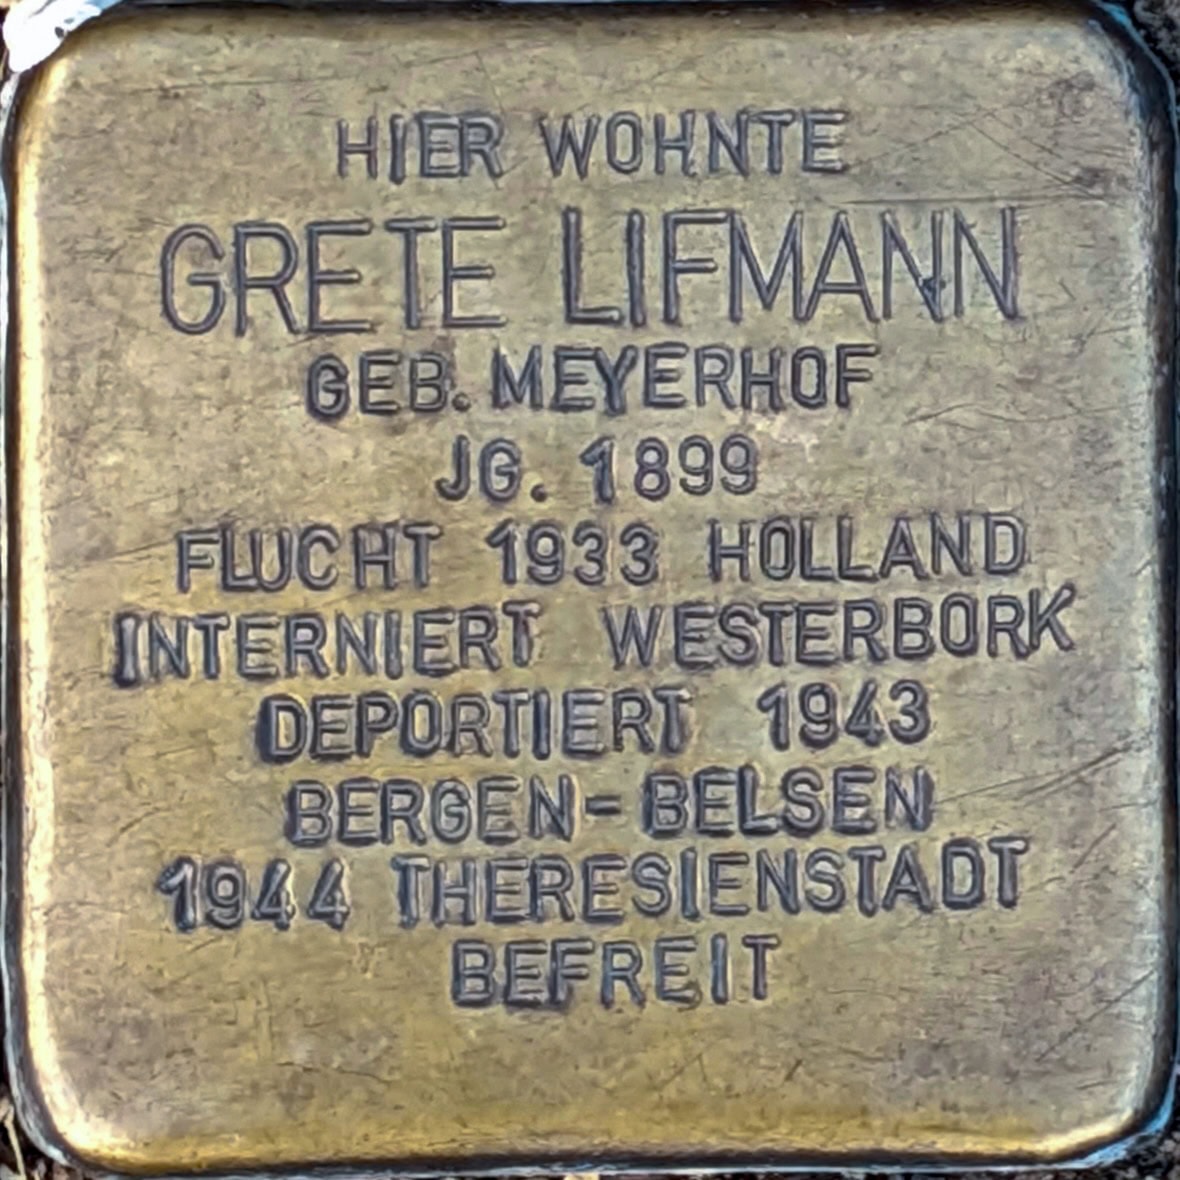 HIER WOHNTE
GRETE LIFMANN
GEB. MEYERHOF
JG. 1899
FLUCHT 1933 HOLLAND
INTERNIERT WESTERBORK
DEPORTIERT 1943
BERGEN-BELSEN
1944 THERESIENSTADT
BEFREIT